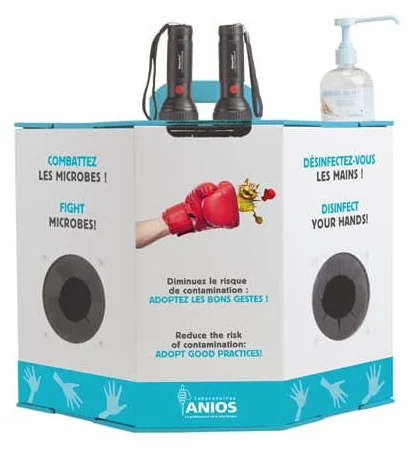 COMBATTEZ
LES MICROBES !
FIGHT
MICROBES!
Diminuez le risque
de contamination :
ADOPTEZ LES BONS GESTES !
Reduce the risk
of contamination:
ADOPT GOOD PRACTICES!
DÉSINFECTEZ-VOUS
LES MAINS !
DISINFECT
YOUR HANDS!
Laboratoires
ANIOS